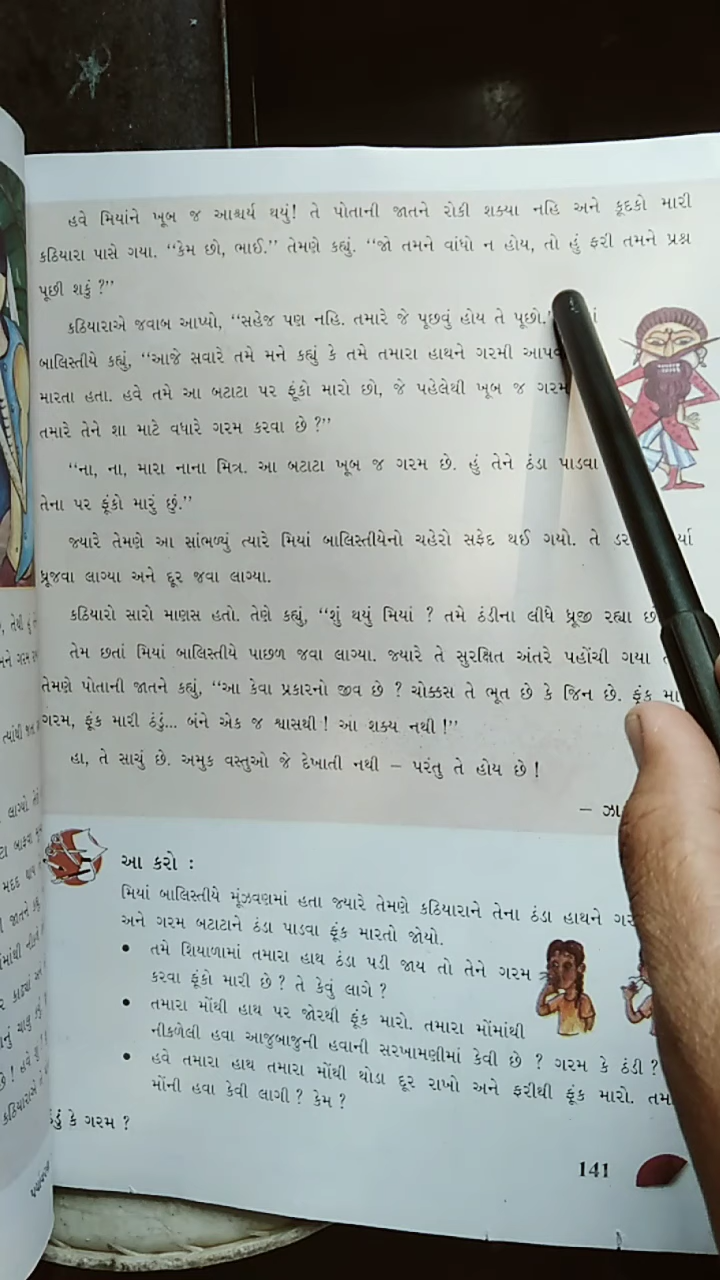 હવે મિયાંને ખૂબ જ આશ્ચર્ય થયું! તે પોતાની જાતને રોકી શક્યા નહિ અને કૂદકો મારી
કઠિયારા પાસે ગયા. “કેમ છો, ભાઈ.” તેમણે કહ્યું. “જો તમને વાંધો ન હોય, તો હું ફરી તમને પ્રશ્ન
પૂછી શકું ?”
કઠિયારાએ જવાબ આપ્યો, “સહેજ પણ નહિ. તમારે જે પૂછવું હોય તે પૂછો.”
બાલિસ્તીયે કહ્યું, “આજે સવારે તમે મને કહ્યું કે તમે તમારા હાથને ગરમી
મારતા હતા. હવે તમે આ બટાટા પર ફૂંકો મારો છો, જે પહેલેથી ખૂબ જ ગરમ
તમારે તેને શા માટે વધારે ગરમ કરવા છે ?”
“ના, ના, મારા નાના મિત્ર. આ બટાટા ખૂબ જ ગરમ છે. હું તેને ઠંડા પાડવા
તેના પર ફૂંકો મારું છું.”
જ્યારે તેમણે આ સાંભળ્યું ત્યારે મિયાં બાલિસ્તીયેનો ચહેરો સફેદ થઈ ગયો. તે
ધ્રૂજવા લાગ્યા અને દૂર જવા લાગ્યા.
કઠિયારો સારો માણસ હતો. તેણે કહ્યું, “શું થયું મિયાં ? તમે ઠંડીના લીધે ધ્રૂજી રહ્યા
તેમ છતાં મિયાં બાલિસ્તીયે પાછળ જવા લાગ્યા. જ્યારે તે સુરક્ષિત અંતરે પહોંચી ગયા
તેમણે પોતાની જાતને કહ્યું, “આ કેવા પ્રકારનો જીવ છે ? ચોક્કસ તે ભૂત છે કે જિન છે. ફૂંક
ગરમ, ફૂંક મારી ઠંડું... બંને એક જ શ્વાસથી ! આ શક્ય નથી !”
હા, તે સાચું છે. અમુક વસ્તુઓ જે દેખાતી નથી – પરંતુ તે હોય છે !
આ કરો :
મિયાં બાલિસ્તીયે મૂંઝવણમાં હતા જ્યારે તેમણે કઠિયારાને તેના ઠંડા હાથને
અને ગરમ બટાટાને ઠંડા પાડવા ફૂંક મારતો જોયો.
• તમે શિયાળામાં તમારા હાથ ઠંડા પડી જાય તો તેને ગરમ
કરવા ફૂંકો મારી છે ? તે કેવું લાગે ?
• તમારા મોંથી હાથ પર જોરથી ફૂંક મારો. તમારા મોંમાંથી
નીકળેલી હવા આજુબાજુની હવાની સરખામણીમાં કેવી છે ? ગરમ કે ઠંડી ?
• હવે તમારા હાથ તમારા મોંથી થોડા દૂર રાખો અને ફરીથી ફૂંક મારો.
મોંની હવા કેવી લાગી ? કેમ ?
કે ગરમ ?
141